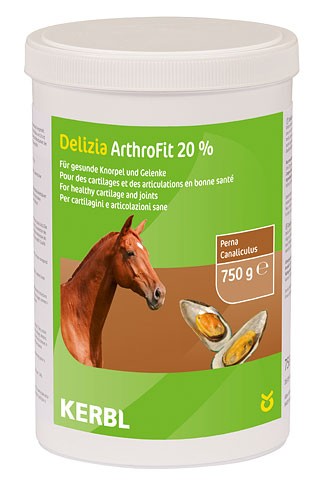 Delizia ArthroFit 20 %
Für gesunde Knorpel und Gelenke
Pour des cartilages et des articulations en bonne santé
For healthy cartilage and joints
Per cartilagini e articolazioni sane
Perna
Canaliculus
750 g ℮
KERBL